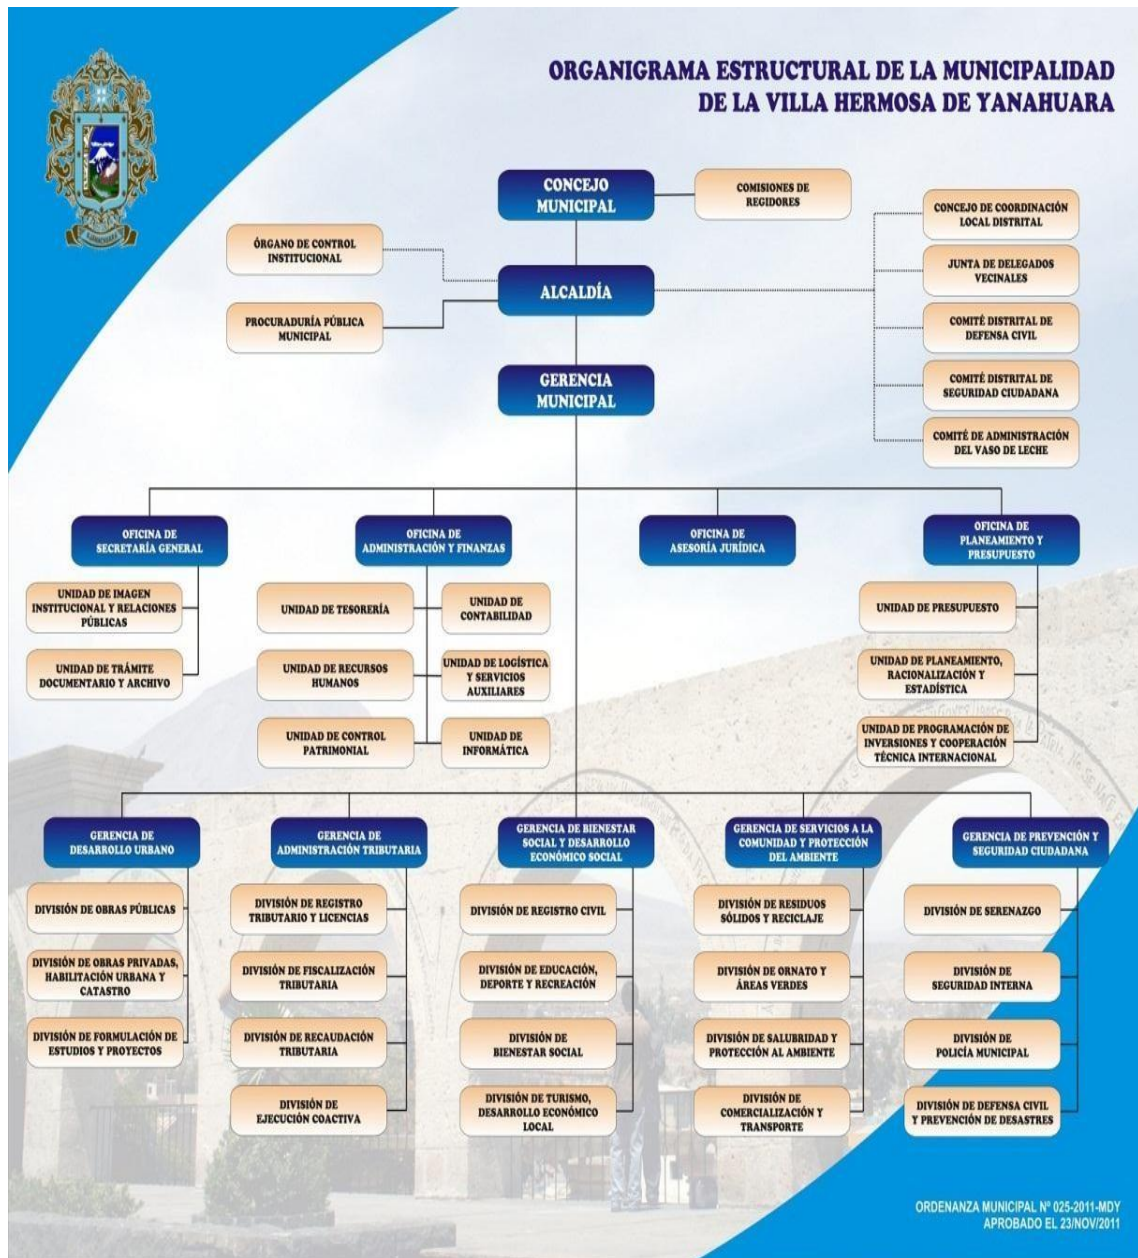 ORGANIGRAMA ESTRUCTURAL DE LA MUNICIPALIDAD
DE LA VILLA HERMOSA DE YANAHUARA
CONCEJO
MUNICIPAL
COMISIONES DE
REGIDORES
CONCEJO DE COORDINACIÓN
LOCAL DISTRITAL
ÓRGANO DE CONTROL
INSTITUCIONAL
JUNTA DE DELEGADOS
VECINALES
ALCALDÍA
PROCURADURÍA PÚBLICA
MUNICIPAL
COMITÉ DISTRITAL DE
DEFENSA CIVIL
GERENCIA
MUNICIPAL
COMITÉ DISTRITAL DE
SEGURIDAD CIUDADANA
COMITÉ DE ADMINISTRACIÓN
DEL VASO DE LECHE
OFICINA DE
SECRETARÍA GENERAL
OFICINA DE
ADMINISTRACIÓN Y FINANZAS
OFICINA DE
ASESORÍA JURÍDICA
OFICINA DE
PLANEAMIENTO Y
PRESUPUESTO
UNIDAD DE IMAGEN
INSTITUCIONAL Y RELACIONES
PÚBLICAS
UNIDAD DE TRÁMITE
DOCUMENTARIO Y ARCHIVO
UNIDAD DE TESORERÍA
UNIDAD DE
CONTABILIDAD
UNIDAD DE RECURSOS
HUMANOS
UNIDAD DE LOGÍSTICA
Y SERVICIOS
AUXILIARES
UNIDAD DE CONTROL
PATRIMONIAL
UNIDAD DE
INFORMÁTICA
UNIDAD DE PRESUPUESTO
UNIDAD DE PLANEAMIENTO,
RACIONALIZACIÓN Y
ESTADÍSTICA
UNIDAD DE PROGRAMACIÓN DE
INVERSIONES Y COOPERACIÓN
TÉCNICA INTERNACIONAL
GERENCIA DE
DESARROLLO URBANO
DIVISIÓN DE OBRAS PÚBLICAS
DIVISIÓN DE OBRAS PRIVADAS,
HABILITACIÓN URBANA Y
CATASTRO
DIVISIÓN DE FORMULACIÓN DE
ESTUDIOS Y PROYECTOS
GERENCIA DE
ADMINISTRACIÓN TRIBUTARIA
DIVISIÓN DE REGISTRO
TRIBUTARIO Y LICENCIAS
DIVISIÓN DE FISCALIZACIÓN
TRIBUTARIA
DIVISIÓN DE RECAUDACIÓN
TRIBUTARIA
DIVISIÓN DE
EJECUCIÓN COACTIVA
GERENCIA DE BIENESTAR
SOCIAL Y DESARROLLO
ECONÓMICO SOCIAL
DIVISIÓN DE REGISTRO CIVIL
DIVISIÓN DE EDUCACIÓN,
DEPORTE Y RECREACIÓN
DIVISIÓN DE
BIENESTAR SOCIAL
DIVISIÓN DE TURISMO,
DESARROLLO ECONÓMICO
LOCAL
GERENCIA DE SERVICIOS A LA
COMUNIDAD Y PROTECCIÓN
DEL AMBIENTE
DIVISIÓN DE RESIDUOS
SÓLIDOS Y RECICLAJE
DIVISIÓN DE ORNATO Y
ÁREAS VERDES
DIVISIÓN DE SALUBRIDAD Y
PROTECCIÓN AL AMBIENTE
DIVISIÓN DE
COMERCIALIZACIÓN Y
TRANSPORTE
GERENCIA DE PREVENCIÓN Y
SEGURIDAD CIUDADANA
DIVISIÓN DE SERENAZGO
DIVISIÓN DE
SEGURIDAD INTERNA
DIVISIÓN DE
POLICÍA MUNICIPAL
DIVISIÓN DE DEFENSA CIVIL
Y PREVENCIÓN DE DESASTRES
ORDENANZA MUNICIPAL Nº 025-2011-MDY
APROBADO EL 23/NOV/2011